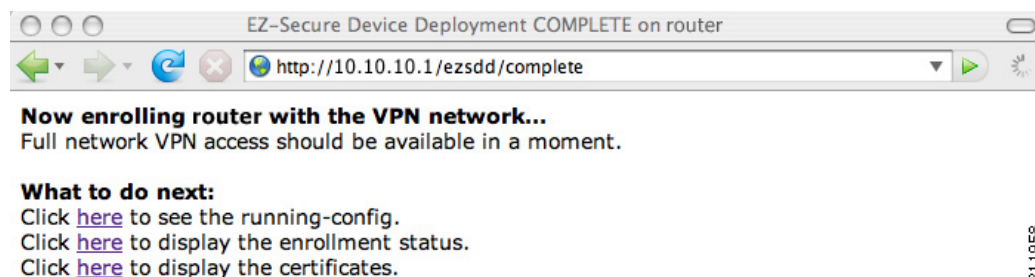 EZ-Secure Device Deployment COMPLETE on router
http://10.10.10.1/ezsdd/complete
Now enrolling router with the VPN network...
Full network VPN access should be available in a moment.
What to do next:
Click here to see the running-config.
Click here to display the enrollment status.
Click here to display the certificates.